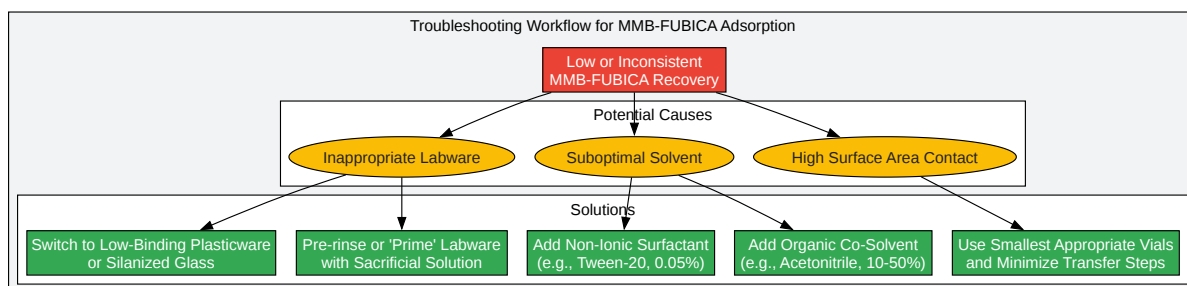 Troubleshooting Workflow for MMB-FUBICA Adsorption
Low or Inconsistent
MMB-FUBICA Recovery
Potential Causes
Inappropriate Labware
Suboptimal Solvent
High Surface Area Contact
Solutions
Switch to Low-Binding Plasticware
or Silanized Glass
Pre-rinse or 'Prime' Labware
with Sacrificial Solution
Add Non-Ionic Surfactant
(e.g., Tween-20, 0.05%)
Add Organic Co-Solvent
(e.g., Acetonitrile, 10-50%)
Use Smallest Appropriate Vials
and Minimize Transfer Steps